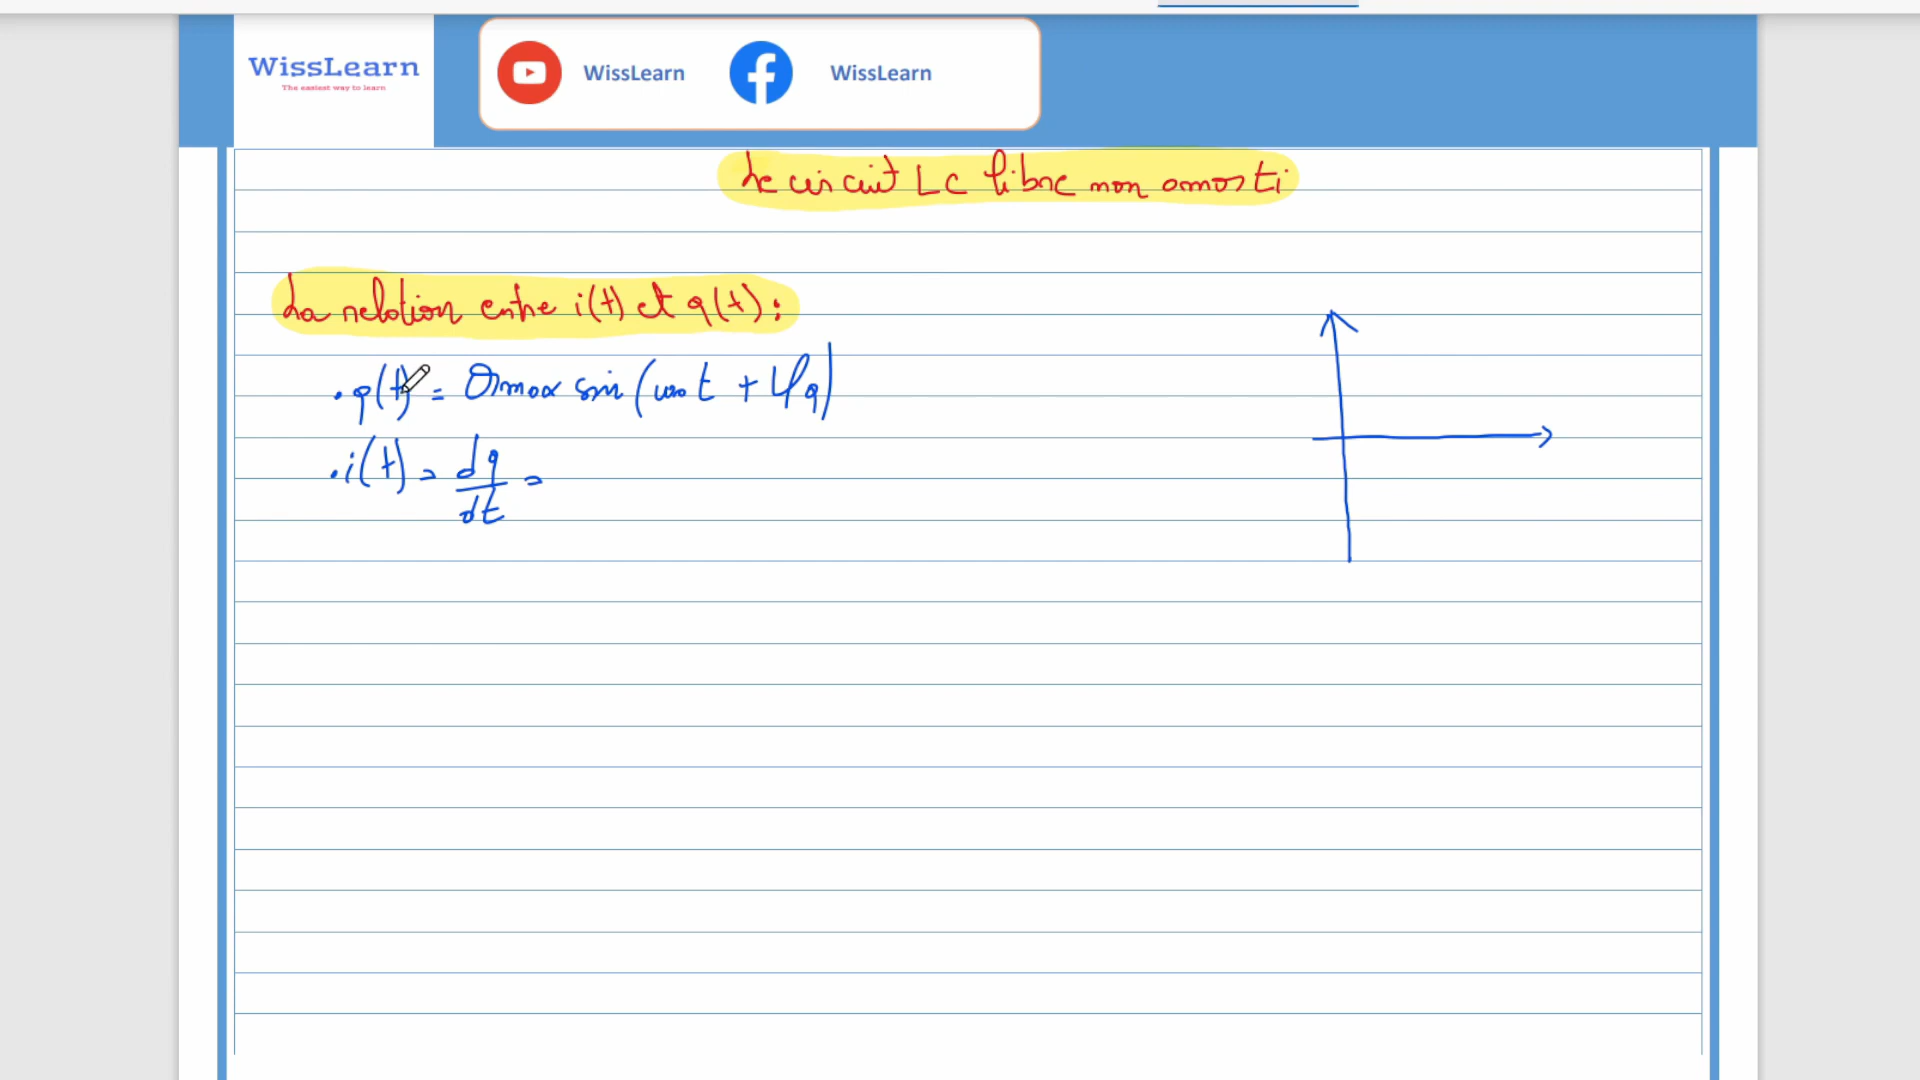 WissLearn
The easiest way to learn
WissLearn
WissLearn
Le circuit LC libre non amorti
La relation entre i(t) et q(t) :
. q(t) = Qmax sin (ω₀t + φq)
. i(t) = dq/dt =